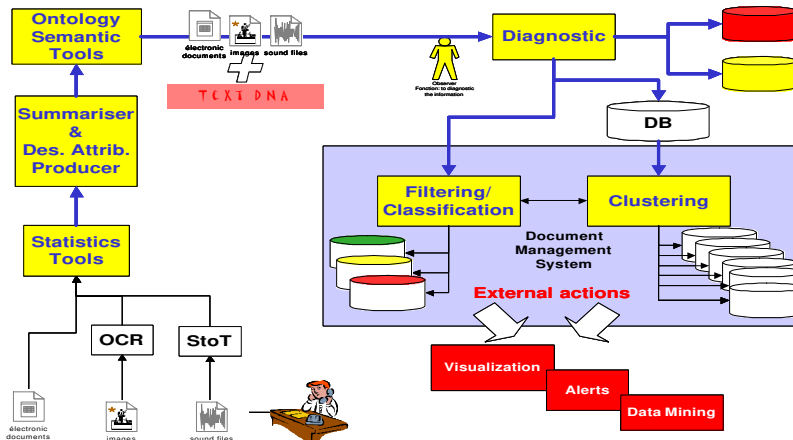 Ontology
Semantic
Tools
électronic
documents
images
sound files
TEXT DNA
Observer
Fonction: to diagnostic
the information
Diagnostic
DB
Summariser
&
Des. Attrib.
Producer
Statistics
Tools
OCR
StoT
électronic
documents
images
sound files
Filtering/
Classification
Clustering
Document
Management
System
External actions
Visualization
Alerts
Data Mining